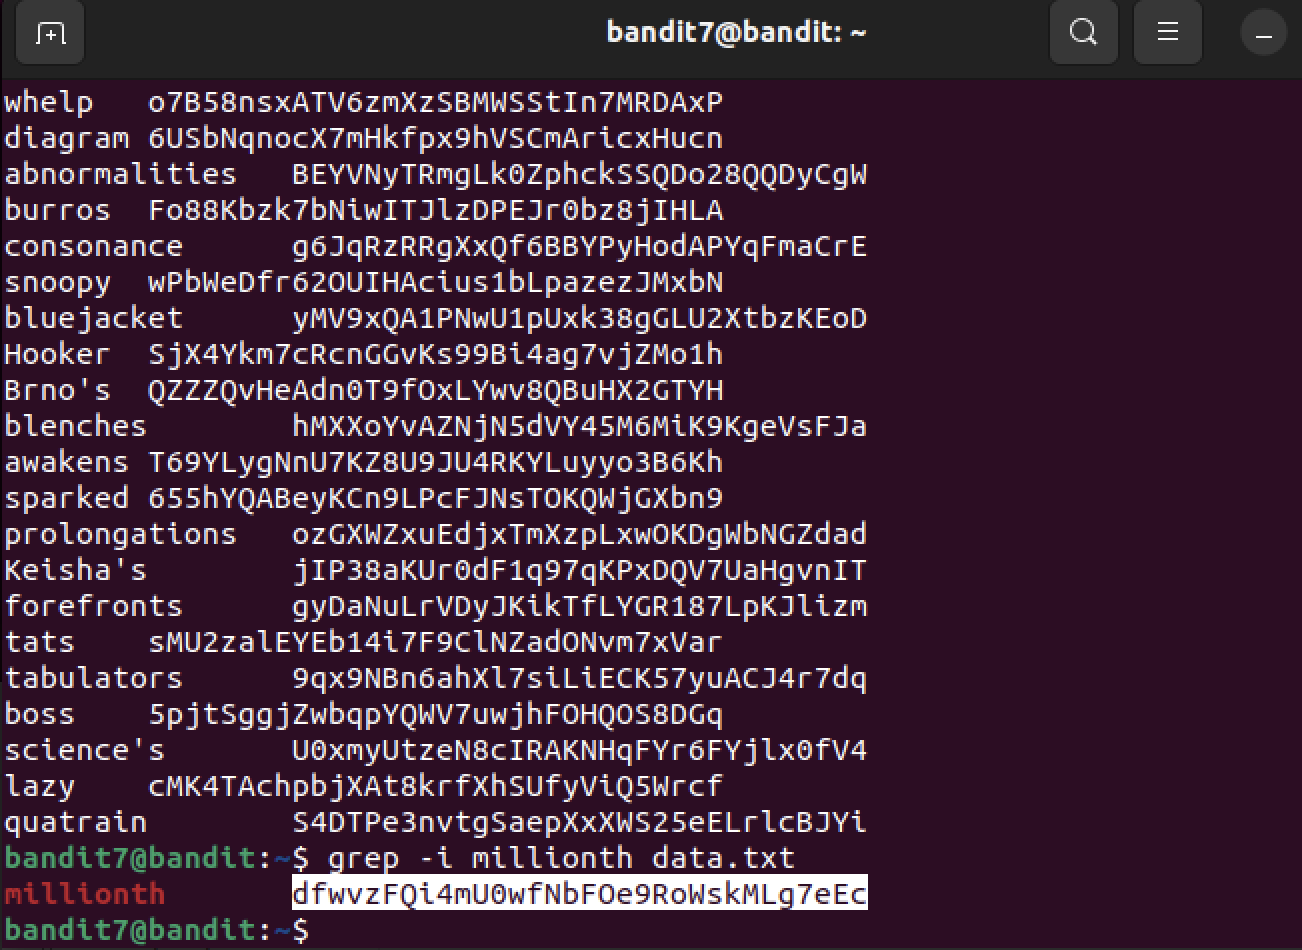 bandit7@bandit: ~
whelp   o7B58nsxATV6zmXzSBMWSStIn7MRDAxP
diagram 6USbNqnocX7mHkfpx9hVSCmAricxHucn
abnormalities   BEYVNyTRmgLk0ZphckSSQDo28QQDyCgW
burros  Fo88Kbzk7bNiwITJlzDPEJr0bz8jIHLA
consonance      g6JqRzRRgXxQf6BBYPyHodAPYqFmaCrE
snoopy  wPbWeDfr62OUIHAcius1bLpazezJMxbN
bluejacket      yMV9xQA1PNwU1pUxk38gGLU2XtbzKEoD
Hooker  SjX4Ykm7cRcnGGvKs99Bi4ag7vjZMo1h
Brno's  QZZZQvHeAdn0T9fOxLYwv8QBuHX2GTYH
blenches        hMXXoYvAZNjN5dVY45M6MiK9KgeVsFJa
awakens T69YLygNnU7KZ8U9JU4RKYLuyyo3B6Kh
sparked 655hYQABeyKCn9LPcFJNsTOKQWjGXbn9
prolongations   ozGXWZxuEdjxTmXzpLxwOKDgWbNGZdad
Keisha's        jIP38aKUr0dF1q97qKPxDQV7UaHgvnIT
forefronts      gyDaNuLrVDyJKikTfLYGR187LpKJlizm
tats    sMU2zalEYEb14i7F9ClNZadONvm7xVar
tabulators      9qx9NBn6ahXl7siLiECK57yuACJ4r7dq
boss    5pjtSggjZwbqpYQWV7uwjhFOHQOS8DGq
science's       U0xmyUtzeN8cIRAKNHqFYr6FYjlx0fV4
lazy    cMK4TAchpbjXAt8krfXhSUfyViQ5Wrcf
quatrain        S4DTPe3nvtgSaepXxXWS25eELrlcBJYi
bandit7@bandit:~$ grep -i millionth data.txt
millionth       dfwvzFQi4mU0wfNbFOe9RoWskMLg7eEc
bandit7@bandit:~$